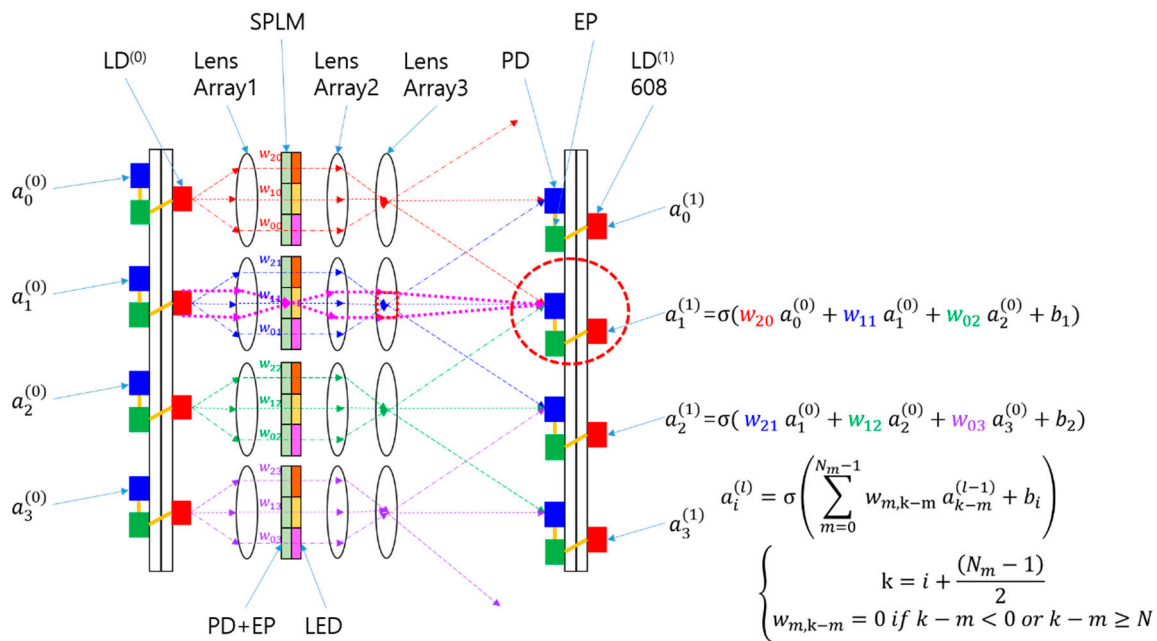 SPLM
EP
LD⁽⁰⁾
Lens
Array1
Lens
Array2
Lens
Array3
PD
LD⁽¹⁾
608
w₂₀
w₁₀
w₀₀
a₀⁽⁰⁾
a₀⁽¹⁾
w₂₁
w₁₁
w₀₁
a₁⁽⁰⁾
a₁⁽¹⁾=σ(w₂₀ a₀⁽⁰⁾ + w₁₁ a₁⁽⁰⁾ + w₀₂ a₂⁽⁰⁾ + b₁)
w₂₂
w₁₂
w₀₂
a₂⁽⁰⁾
a₂⁽¹⁾=σ( w₂₁ a₁⁽⁰⁾ + w₁₂ a₂⁽⁰⁾ + w₀₃ a₃⁽⁰⁾ + b₂)
w₂₃
w₁₃
w₀₃
a₃⁽⁰⁾
a₃⁽¹⁾
aᵢ⁽ˡ⁾ = σ(∑_{m=0}^{Nₘ−1} w_{m,k−m} a_{k−m}^{(l−1)} + bᵢ)
{ k = i + (Nₘ − 1)/2
w_{m,k−m} = 0 if k − m < 0 or k − m ≥ N
PD+EP
LED